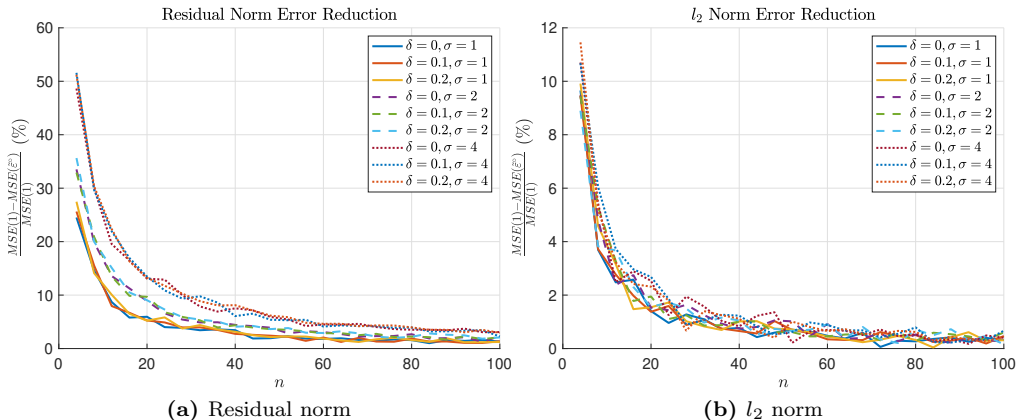 Residual Norm Error Reduction
60
50
40
30
20
10
0
MSE(1)−MSE(ε̂°)
MSE(1)
(%)
δ = 0, σ = 1
δ = 0.1, σ = 1
δ = 0.2, σ = 1
δ = 0, σ = 2
δ = 0.1, σ = 2
δ = 0.2, σ = 2
δ = 0, σ = 4
δ = 0.1, σ = 4
δ = 0.2, σ = 4
0 20 40 60 80 100
n
(a) Residual norm
l₂ Norm Error Reduction
12
10
8
6
4
2
0
MSE(1)−MSE(ε̂°)
MSE(1)
(%)
δ = 0, σ = 1
δ = 0.1, σ = 1
δ = 0.2, σ = 1
δ = 0, σ = 2
δ = 0.1, σ = 2
δ = 0.2, σ = 2
δ = 0, σ = 4
δ = 0.1, σ = 4
δ = 0.2, σ = 4
0 20 40 60 80 100
n
(b) l₂ norm